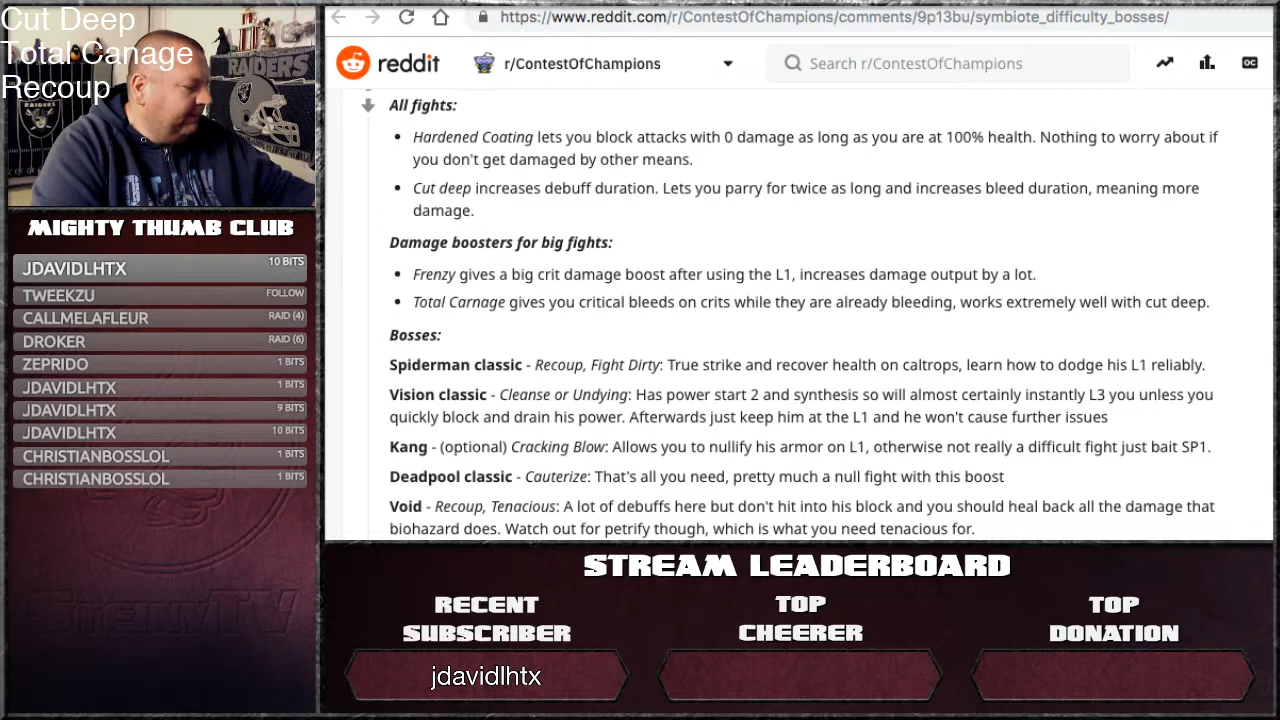 Cut Deep
Total Canage
Recoup
RAIDERS
https://www.reddit.com/r/ContestOfChampions/comments/9p13bu/symbiote_difficulty_bosses/
reddit
r/ContestOfChampions
Search r/ContestOfChampions
OC
All fights:
Hardened Coating lets you block attacks with 0 damage as long as you are at 100% health. Nothing to worry about if
you don't get damaged by other means.
Cut deep increases debuff duration. Lets you parry for twice as long and increases bleed duration, meaning more
damage.
Damage boosters for big fights:
Frenzy gives a big crit damage boost after using the L1, increases damage output by a lot.
Total Carnage gives you critical bleeds on crits while they are already bleeding, works extremely well with cut deep.
Bosses:
Spiderman classic - Recoup, Fight Dirty: True strike and recover health on caltrops, learn how to dodge his L1 reliably.
Vision classic - Cleanse or Undying: Has power start 2 and synthesis so will almost certainly instantly L3 you unless you
quickly block and drain his power. Afterwards just keep him at the L1 and he won't cause further issues
Kang - (optional) Cracking Blow: Allows you to nullify his armor on L1, otherwise not really a difficult fight just bait SP1.
Deadpool classic - Cauterize: That's all you need, pretty much a null fight with this boost
Void - Recoup, Tenacious: A lot of debuffs here but don't hit into his block and you should heal back all the damage that
biohazard does. Watch out for petrify though, which is what you need tenacious for.
MIGHTY THUMB CLUB
JDAVIDLHTX 10 BITS
TWEEKZU FOLLOW
CALLMELAFLEUR RAID (4)
DROKER RAID (6)
ZEPRIDO 1 BITS
JDAVIDLHTX 1 BITS
JDAVIDLHTX 9 BITS
JDAVIDLHTX 10 BITS
CHRISTIANBOSSLOL 1 BITS
CHRISTIANBOSSLOL 1 BITS
STREAM LEADERBOARD
RECENT
SUBSCRIBER
jdavidlhtx
TOP
CHEERER
TOP
DONATION